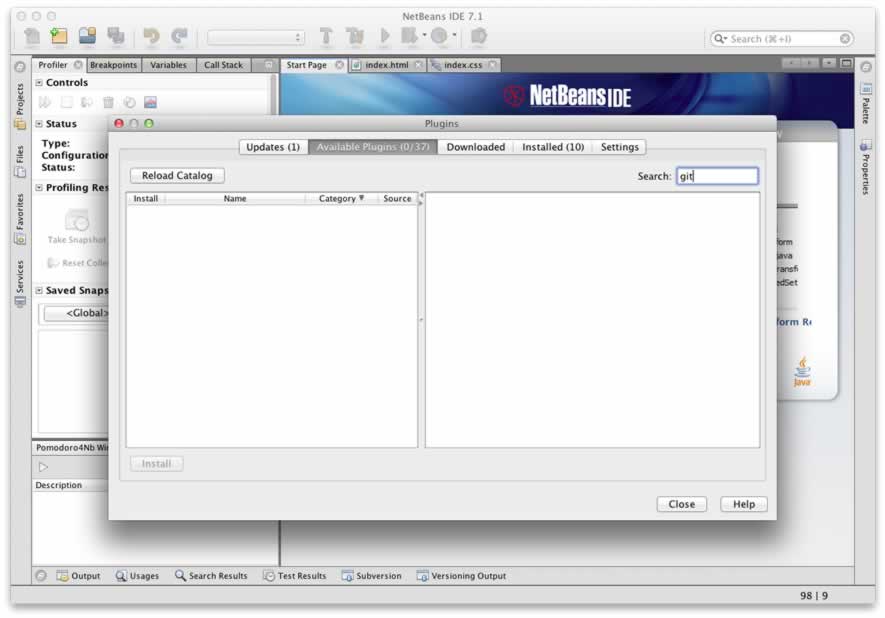 NetBeans IDE 7.1
Search (⌘+I)
Profiler Breakpoints Variables Call Stack
Start Page index.html index.css
Controls
NetBeans IDE
Status
Type:
Configuration
Status:
Profiling Res
Take Snapshot
Reset Colle
Saved Snaps
<Global>
Pomodoro4Nb Wi
Description
Projects
Files
Favorites
Services
Palette
Properties
Plugins
Updates (1) Available Plugins (0/37) Downloaded Installed (10) Settings
Reload Catalog
Search: git
Install Name Category Source
Install
Close Help
form
java
ransf
edSet
form Re
Java
Output Usages Search Results Test Results Subversion Versioning Output
98 | 9